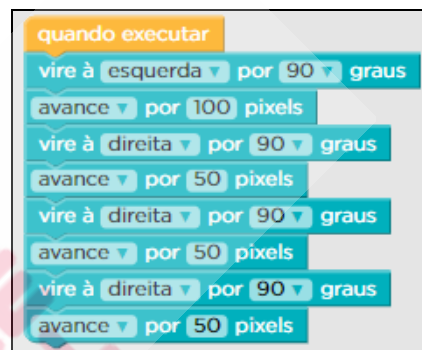 quando executar
vire à esquerda por 90 graus
avance por 100 pixels
vire à direita por 90 graus
avance por 50 pixels
vire à direita por 90 graus
avance por 50 pixels
vire à direita por 90 graus
avance por 50 pixels